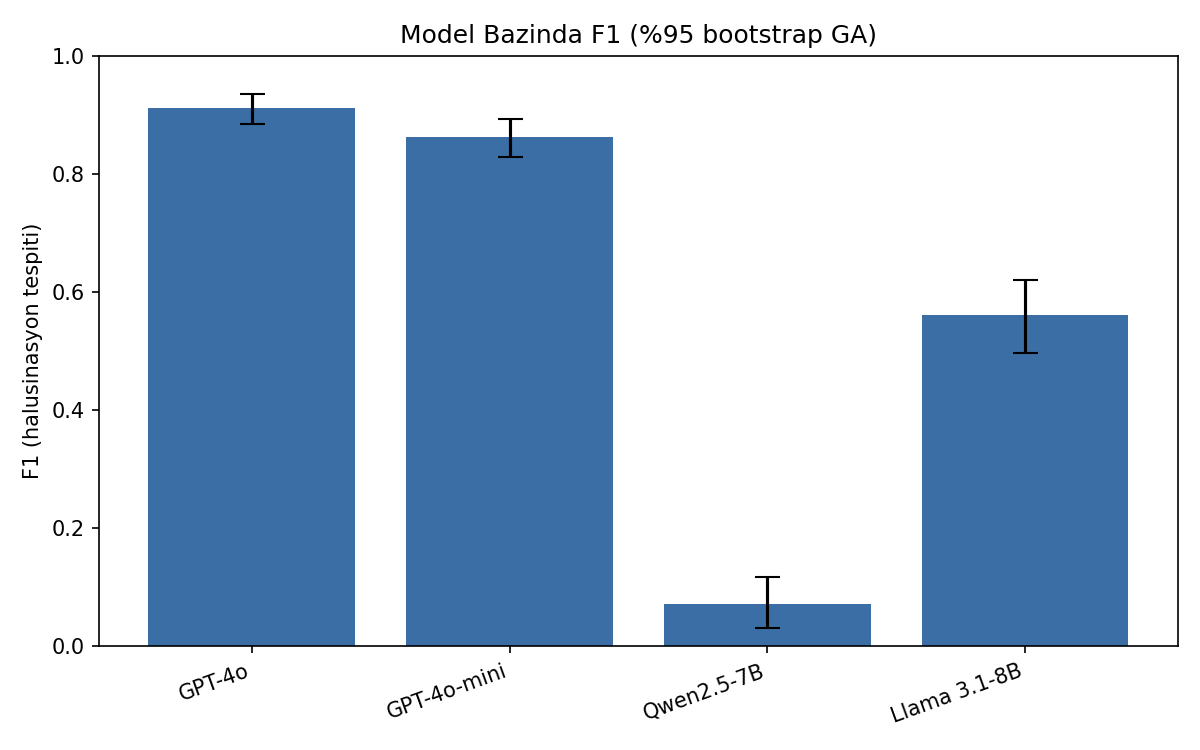 Model Bazinda F1 (%95 bootstrap GA)
F1 (halusinasyon tespiti)
1.0
0.8
0.6
0.4
0.2
0.0
GPT-4o
GPT-4o-mini
Qwen2.5-7B
Llama 3.1-8B